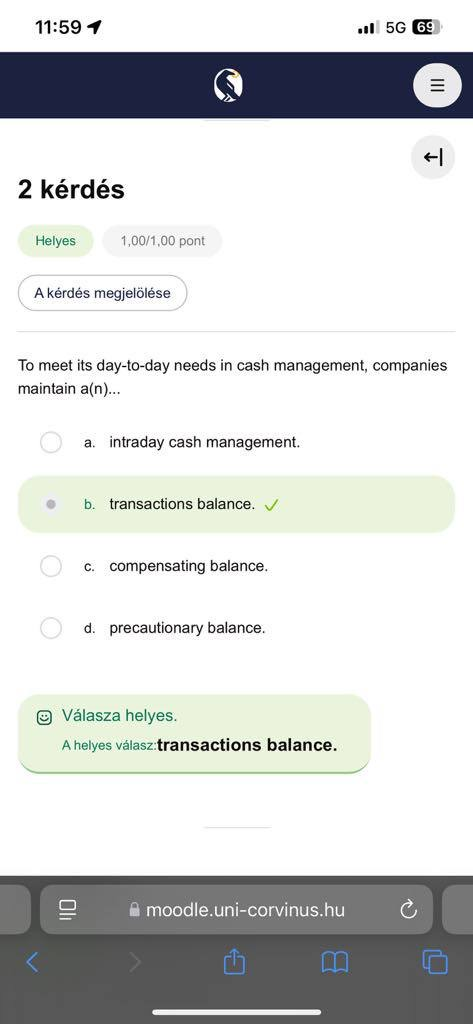 11:59
5G 69
2 kérdés
Helyes
1,00/1,00 pont
A kérdés megjelölése
To meet its day-to-day needs in cash management, companies
maintain a(n)...
a. intraday cash management.
b. transactions balance.
c. compensating balance.
d. precautionary balance.
Válasza helyes.
A helyes válasz:transactions balance.
moodle.uni-corvinus.hu